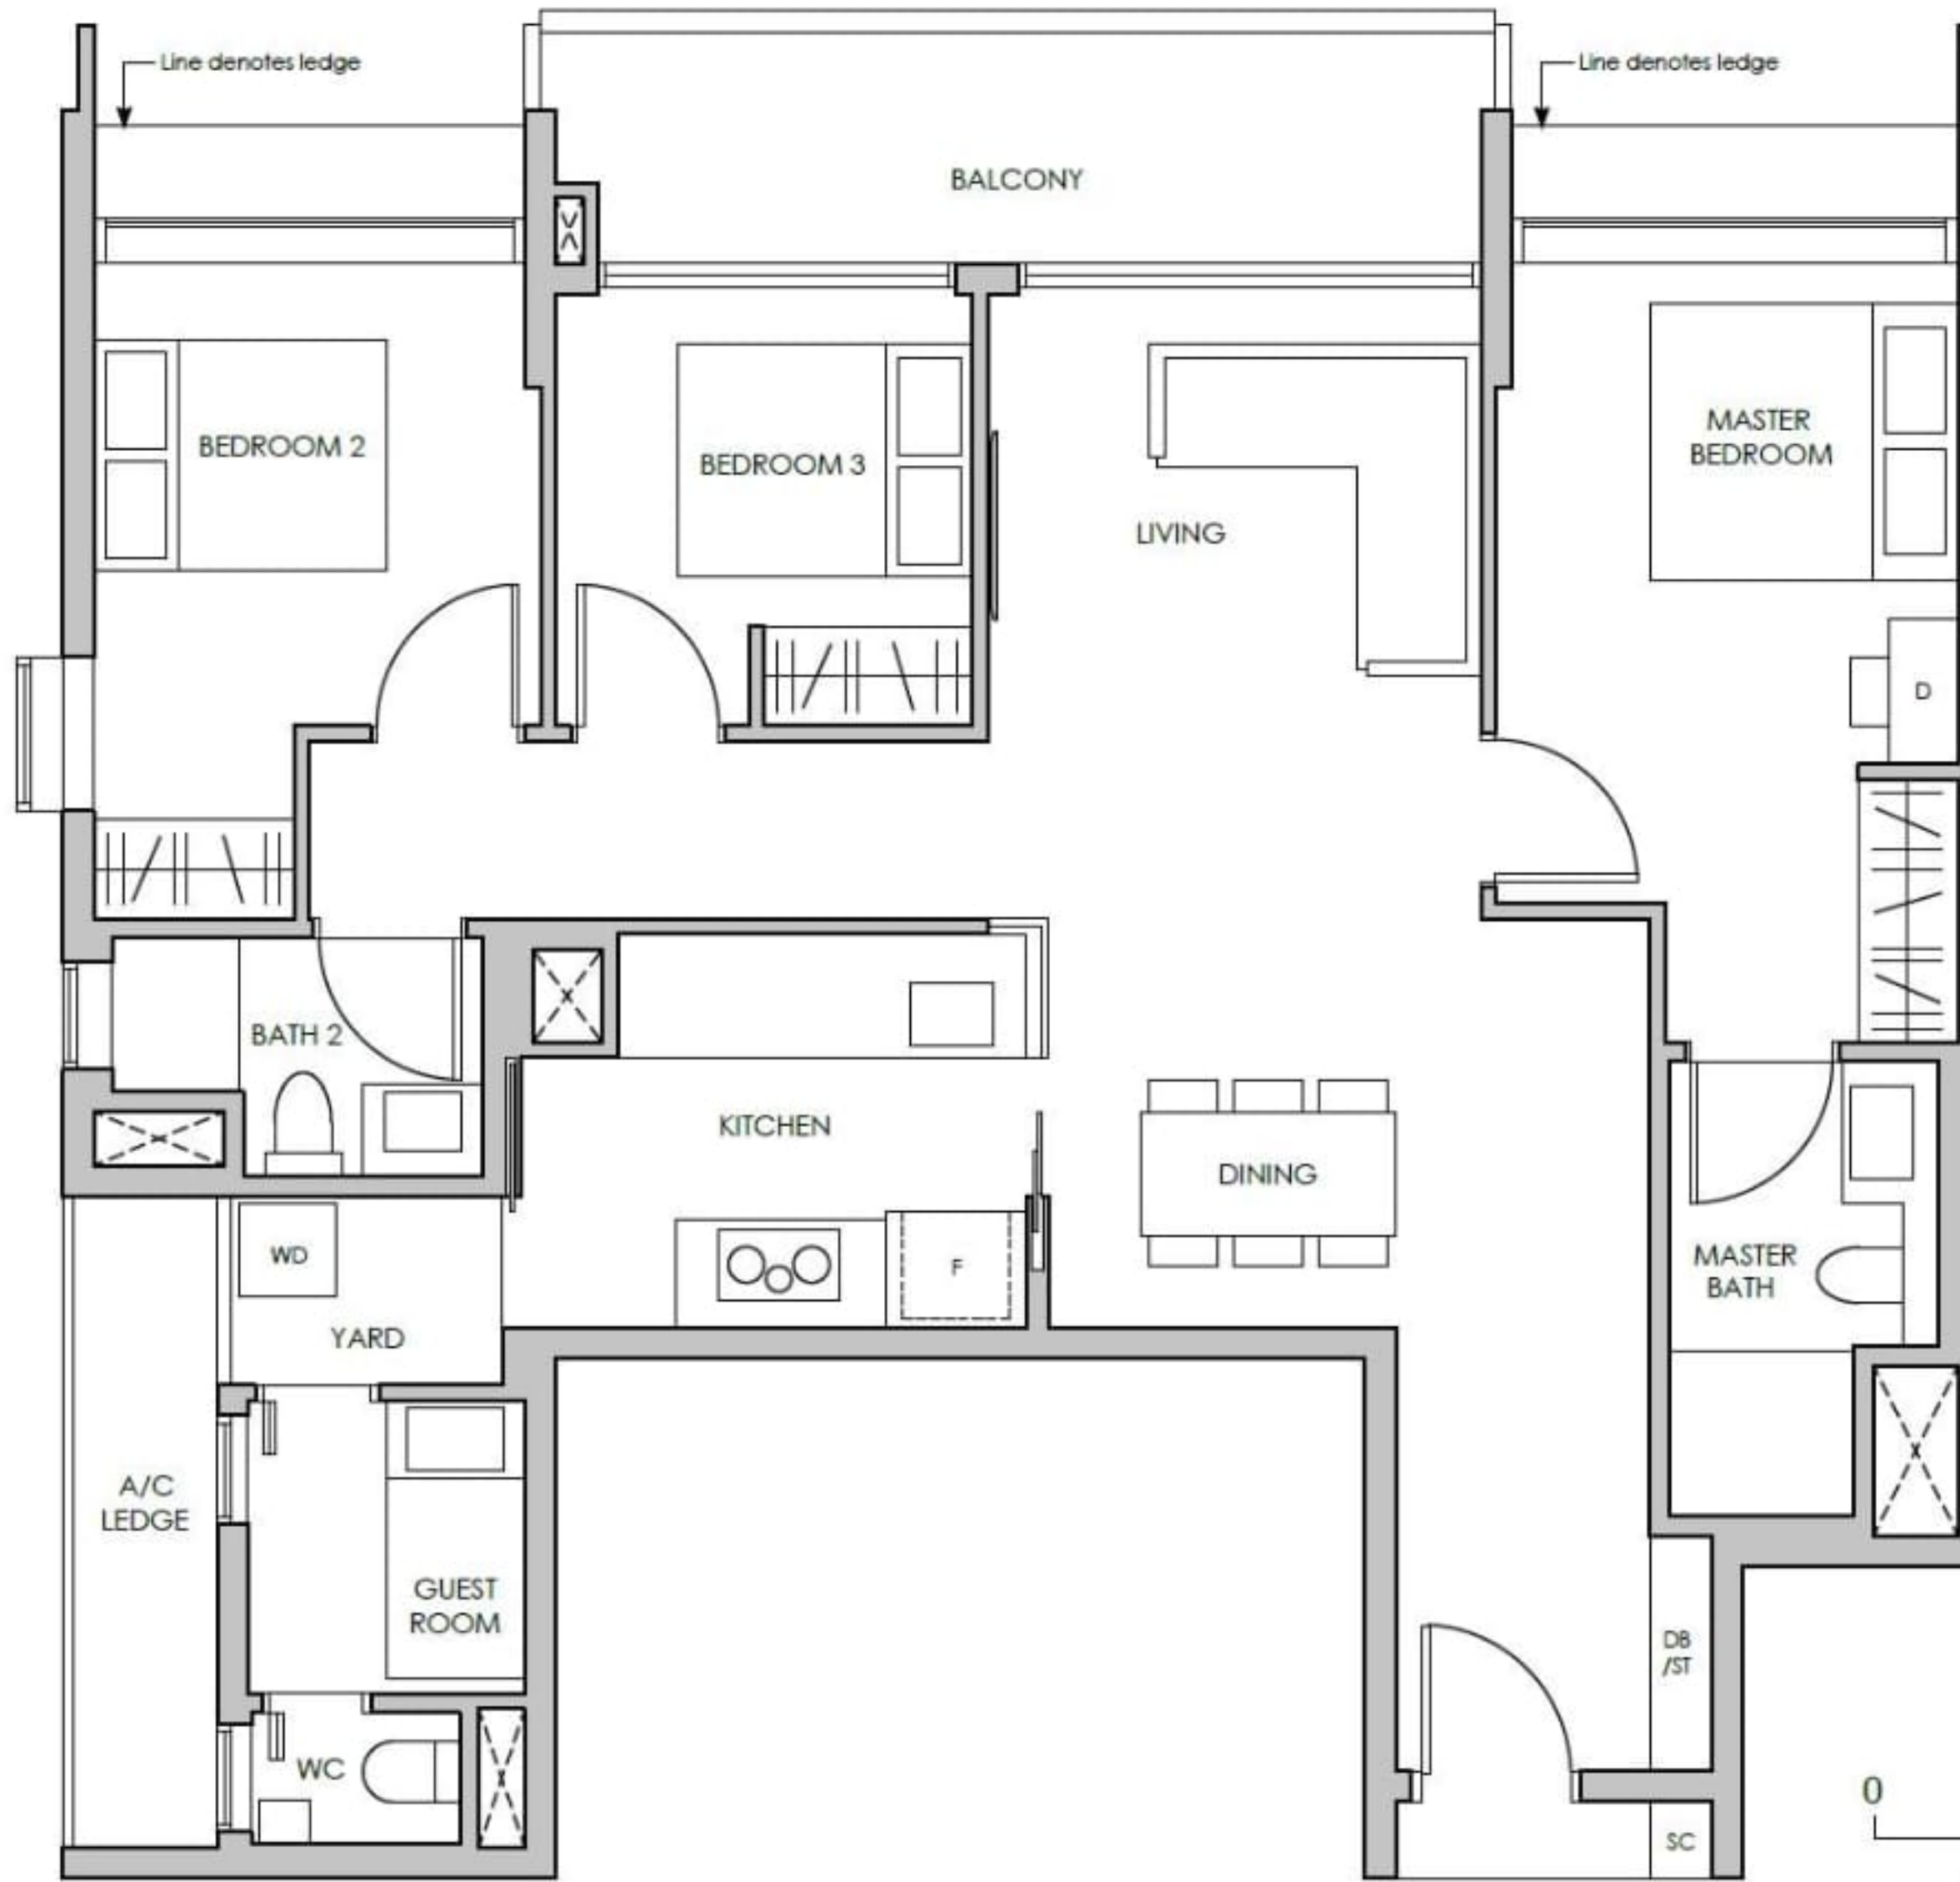 Line denotes ledge
Line denotes ledge
BALCONY
BEDROOM 2
BEDROOM 3
MASTER
BEDROOM
LIVING
D
BATH 2
KITCHEN
DINING
WD
F
MASTER
BATH
YARD
A/C
LEDGE
GUEST
ROOM
DB
/ST
WC
0
SC